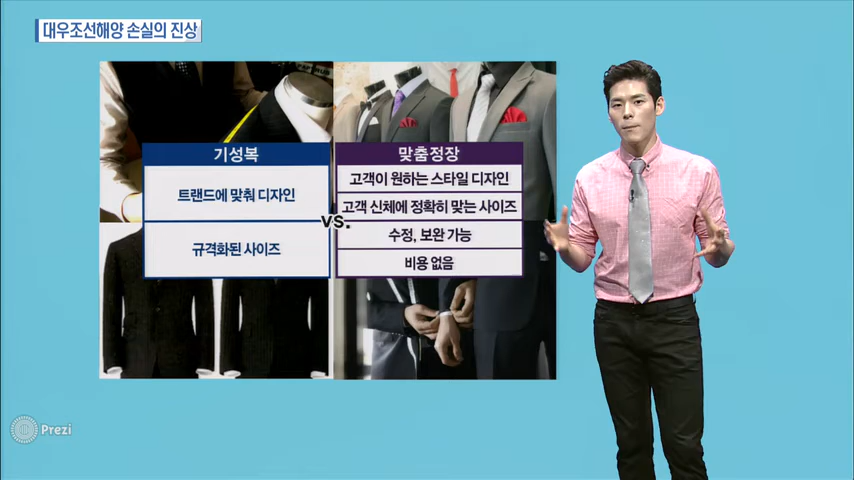 대우조선해양 손실의 진상
기성복
맞춤정장
트랜드에 맞춰 디자인
규격화된 사이즈
vs.
고객이 원하는 스타일 디자인
고객 신체에 정확히 맞는 사이즈
수정, 보완 가능
비용 없음
Prezi